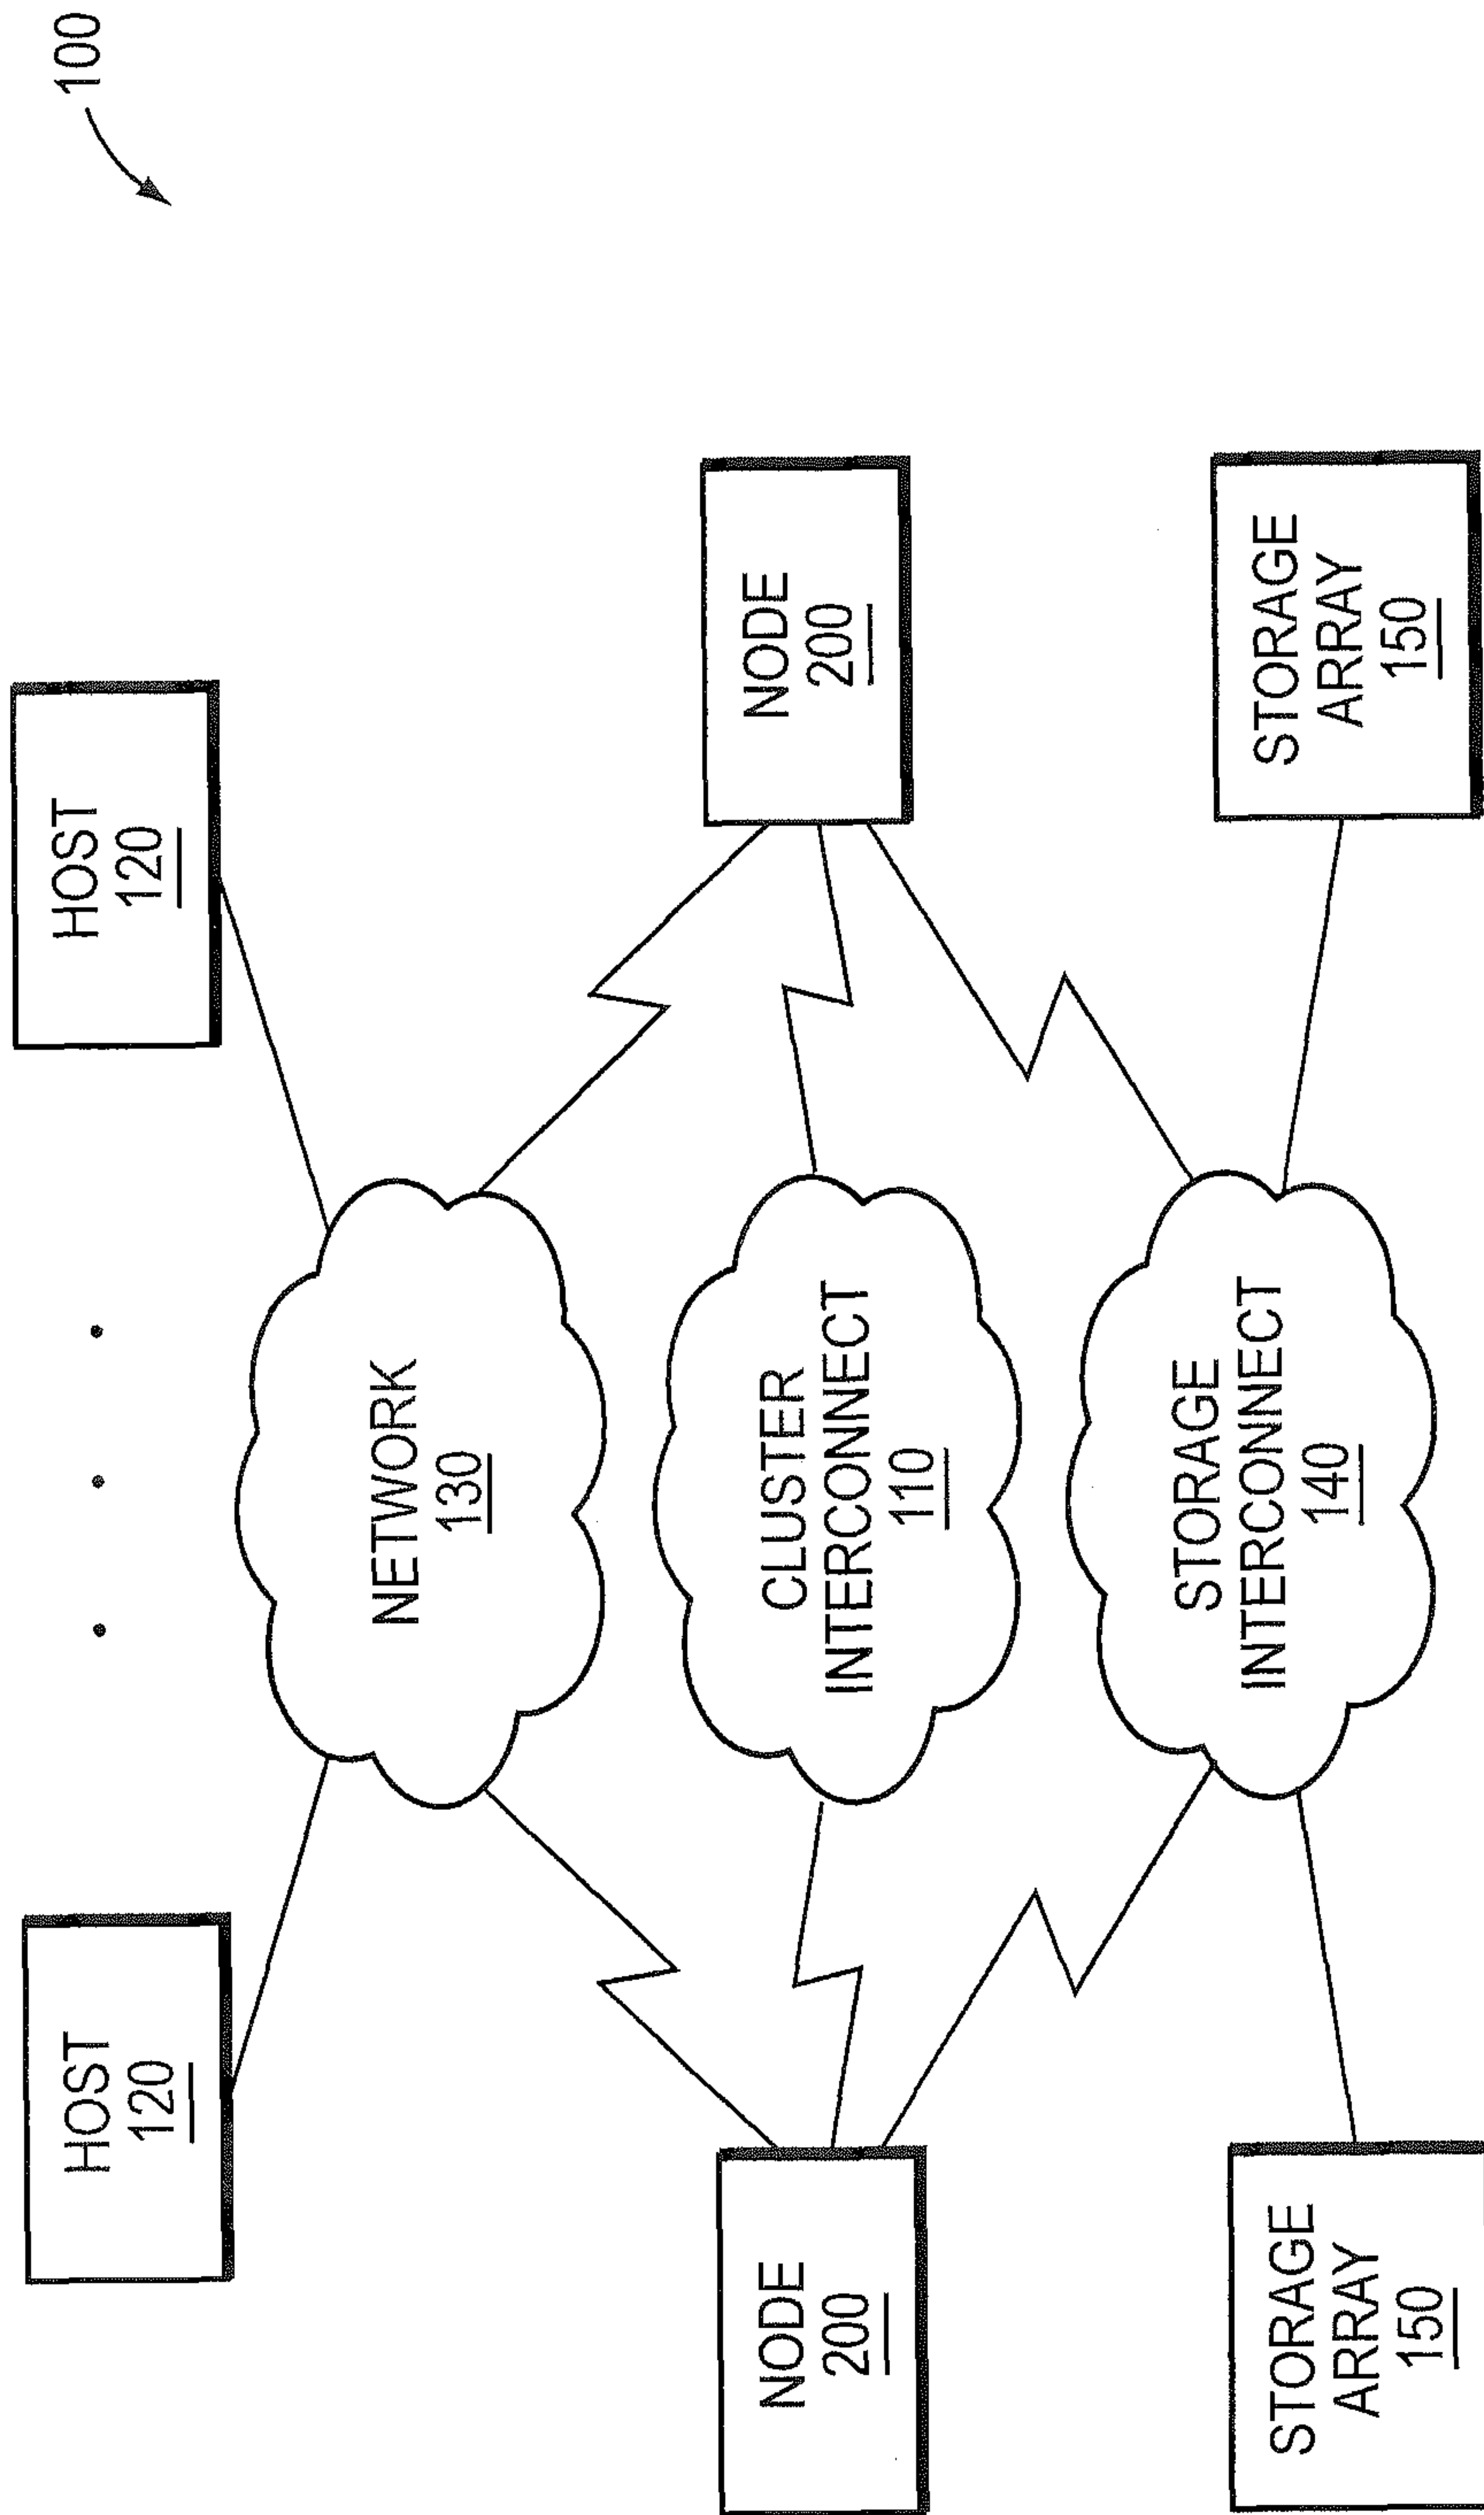 100
HOST
120
HOST
120
NETWORK
130
NODE
200
CLUSTER
INTERCONNECT
110
NODE
200
STORAGE
ARRAY
150
STORAGE
INTERCONNECT
140
STORAGE
ARRAY
150